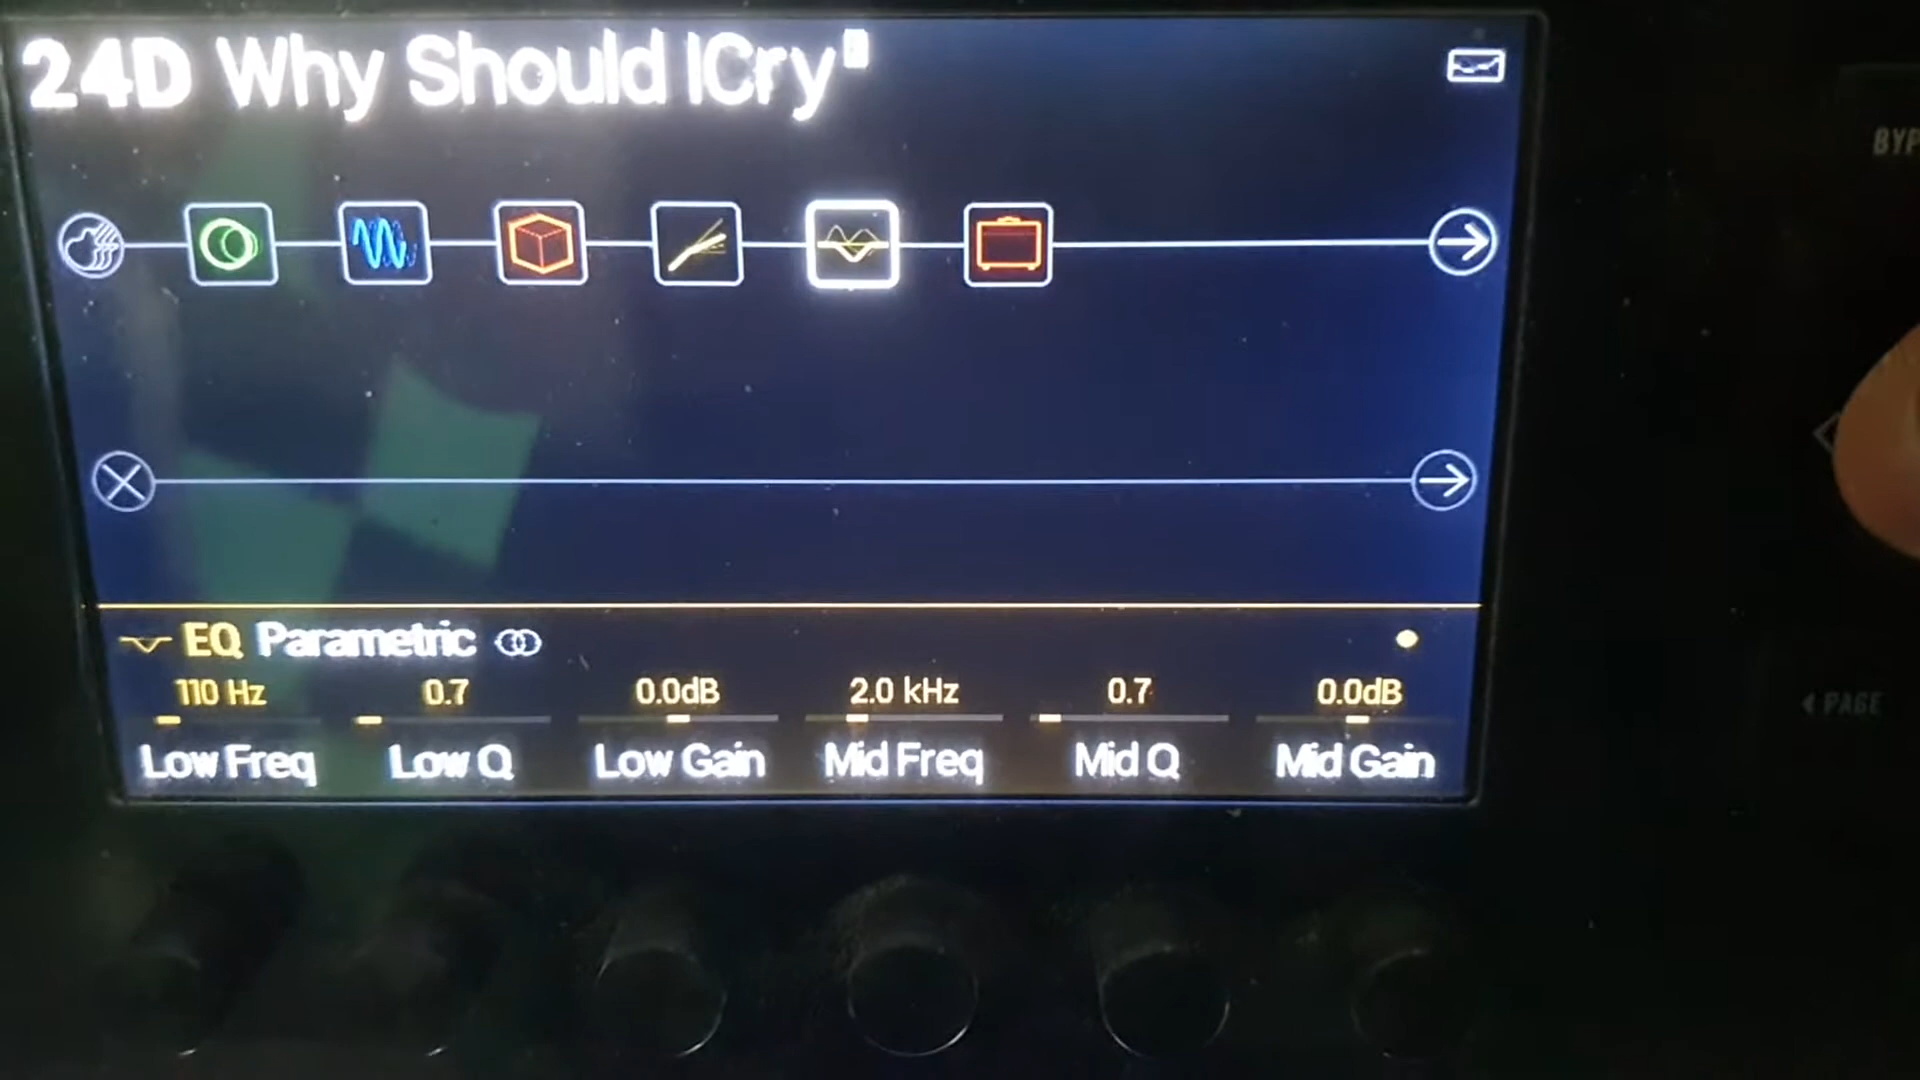 24D Why Should ICry
BYP
EQ Parametric
110 Hz 0.7 0.0dB 2.0 kHz 0.7 0.0dB
Low Freq Low Q Low Gain Mid Freq Mid Q Mid Gain
PAGE